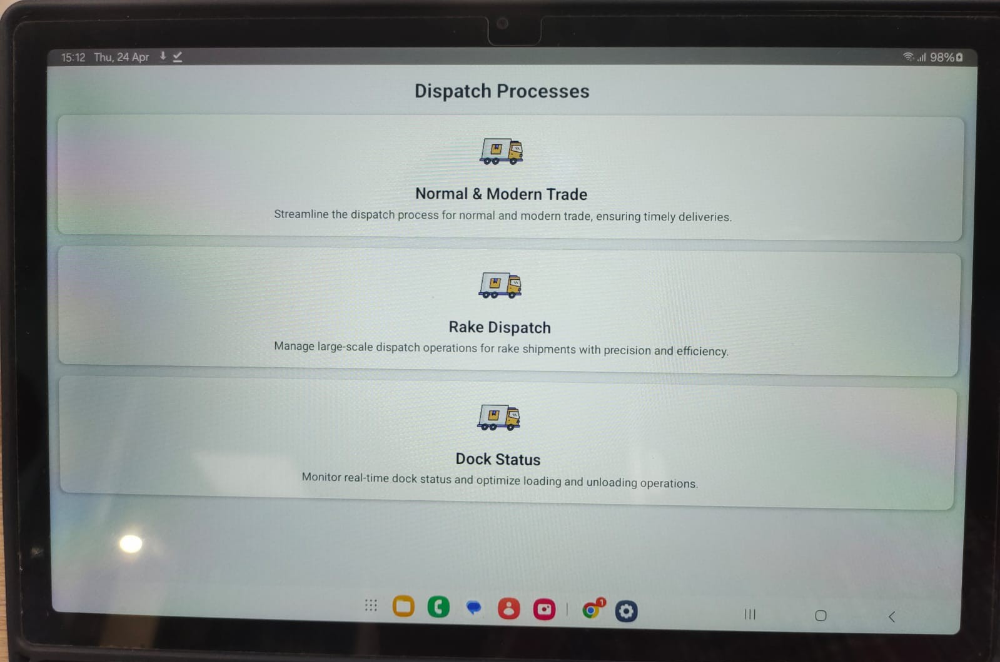 15:12 Thu, 24 Apr
98%
Dispatch Processes
Normal & Modern Trade
Streamline the dispatch process for normal and modern trade, ensuring timely deliveries.
Rake Dispatch
Manage large-scale dispatch operations for rake shipments with precision and efficiency.
Dock Status
Monitor real-time dock status and optimize loading and unloading operations.
1